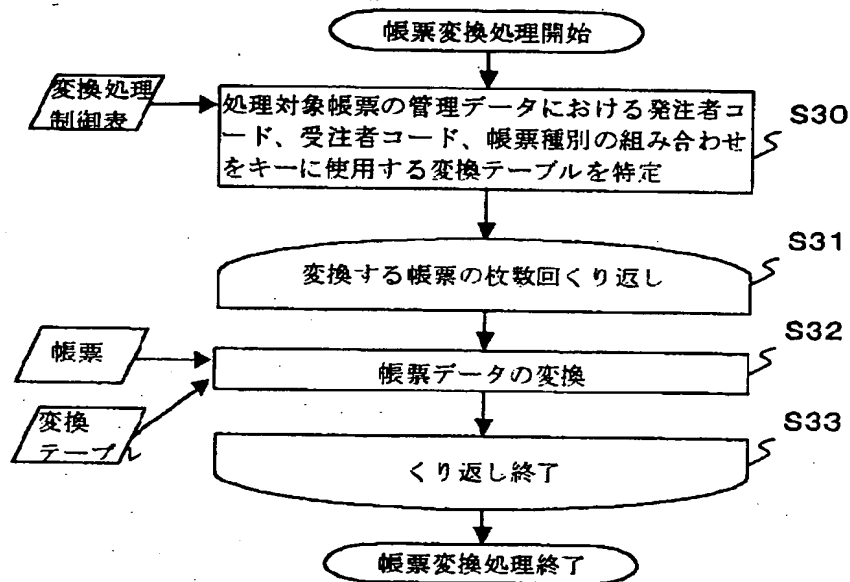 帳票変換処理開始
変換処理
制御表
処理対象帳票の管理データにおける発注者コ
ード、受注者コード、帳票種別の組み合わせ
をキーに使用する変換テーブルを特定
S30
S31
変換する帳票の枚数回くり返し
S32
帳票
帳票データの変換
変換
テーブル
S33
くり返し終了
帳票変換処理終了